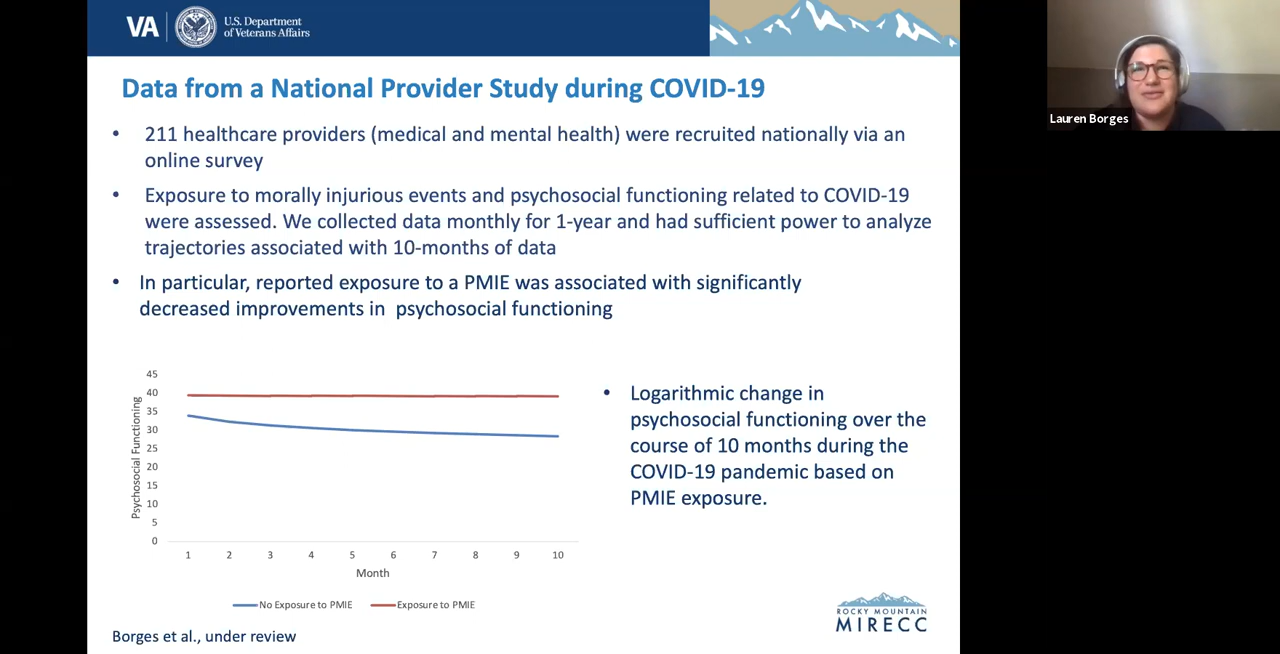 VA
U.S. Department
of Veterans Affairs
Data from a National Provider Study during COVID-19
• 211 healthcare providers (medical and mental health) were recruited nationally via an
online survey
• Exposure to morally injurious events and psychosocial functioning related to COVID-19
were assessed. We collected data monthly for 1-year and had sufficient power to analyze
trajectories associated with 10-months of data
• In particular, reported exposure to a PMIE was associated with significantly
decreased improvements in psychosocial functioning
Psychosocial Functioning
45
40
35
30
25
20
15
10
5
0
1 2 3 4 5 6 7 8 9 10
Month
No Exposure to PMIE Exposure to PMIE
• Logarithmic change in
psychosocial functioning over the
course of 10 months during the
COVID-19 pandemic based on
PMIE exposure.
Borges et al., under review
ROCKY MOUNTAIN
MIRECC
Lauren Borges